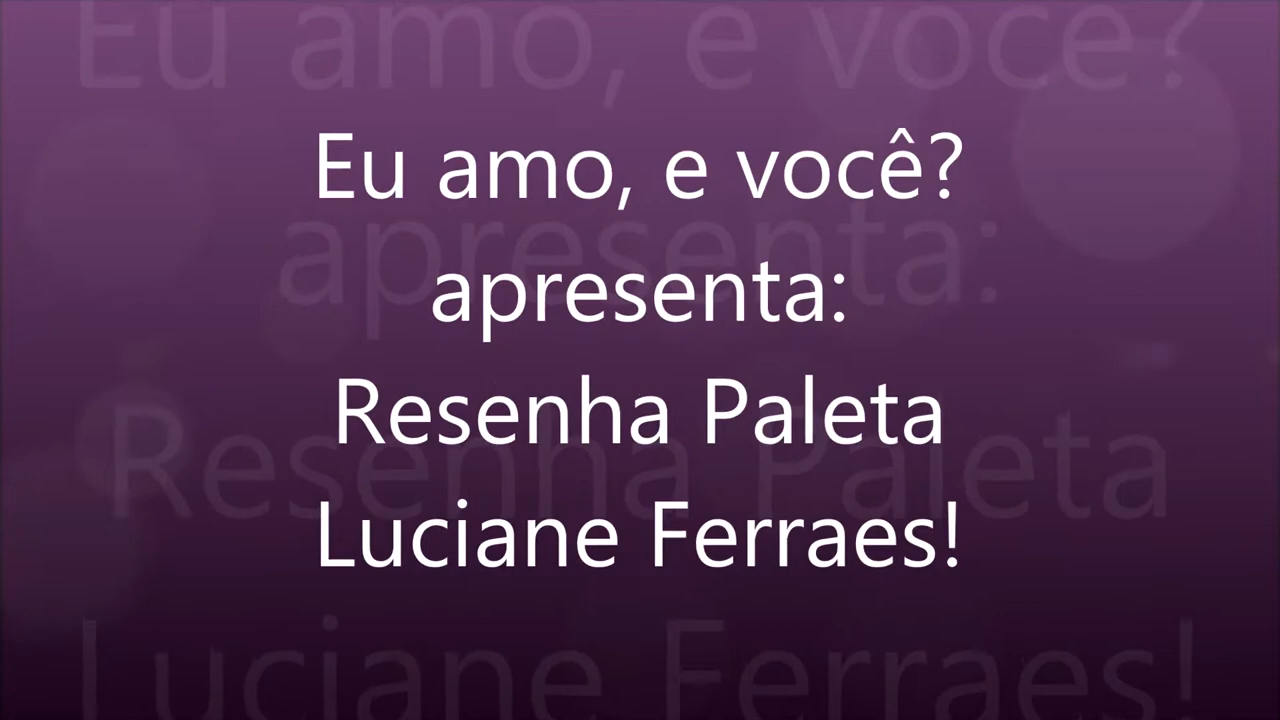 Eu amo, e você?
apresenta:
Resenha Paleta
Luciane Ferraes!